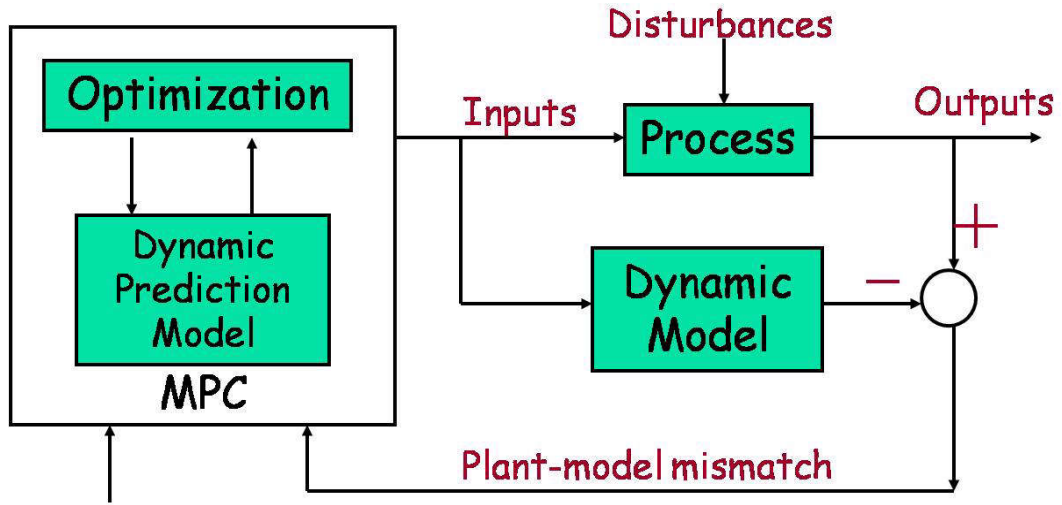 Disturbances
Optimization
Inputs
Process
Outputs
+
Dynamic
Prediction
Model
Dynamic
Model
−
MPC
Plant-model mismatch